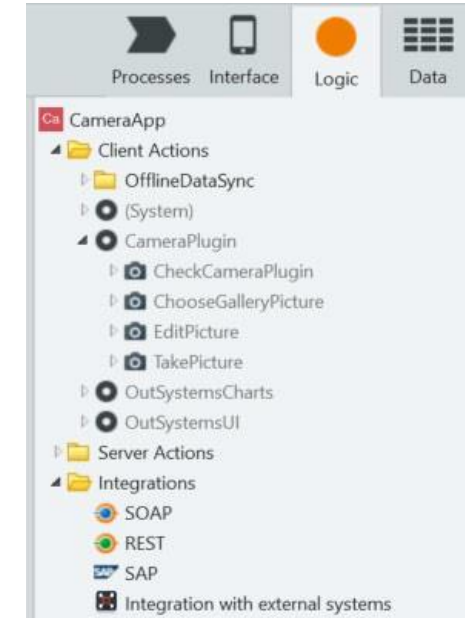 Processes Interface Logic Data
Ca CameraApp
Client Actions
OfflineDataSync
(System)
CameraPlugin
CheckCameraPlugin
ChooseGalleryPicture
EditPicture
TakePicture
OutSystemsCharts
OutSystemsUI
Server Actions
Integrations
SOAP
REST
SAP SAP
Integration with external systems